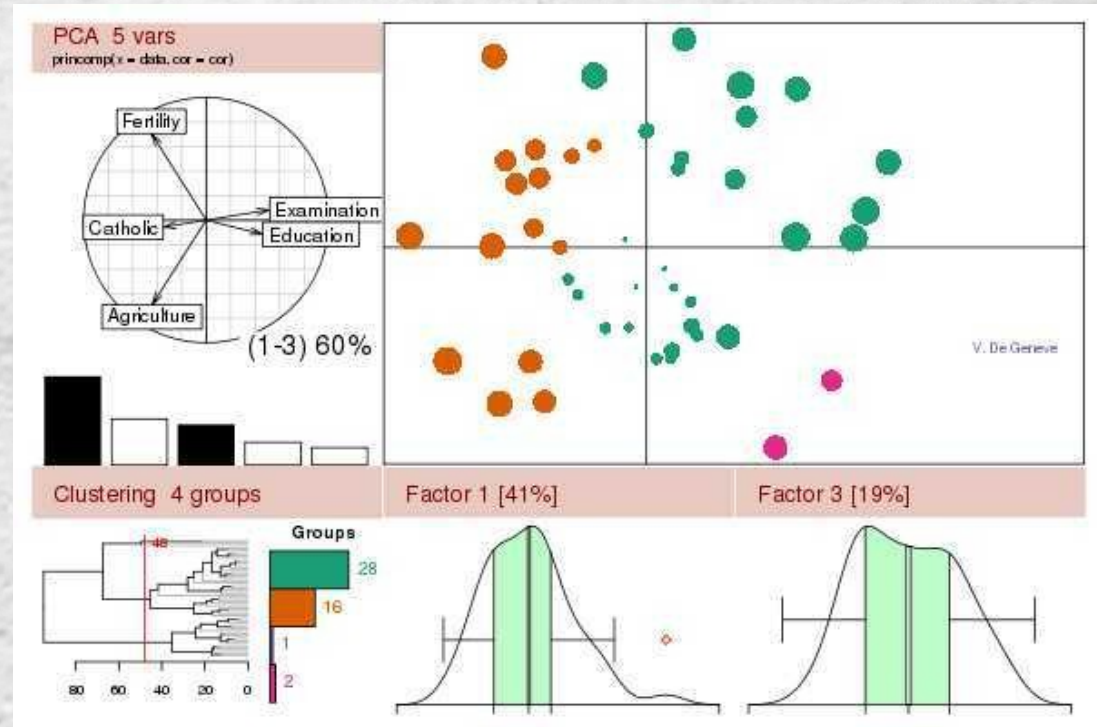 PCA 5 vars
princomp(x = data, cor = cor)
Fertility
Examination
Catholic
Education
Agriculture
(1-3) 60%
V. De Geneve
Clustering 4 groups
Factor 1 [41%]
Factor 3 [19%]
Groups
48
28
16
1
2
80 60 40 20 0